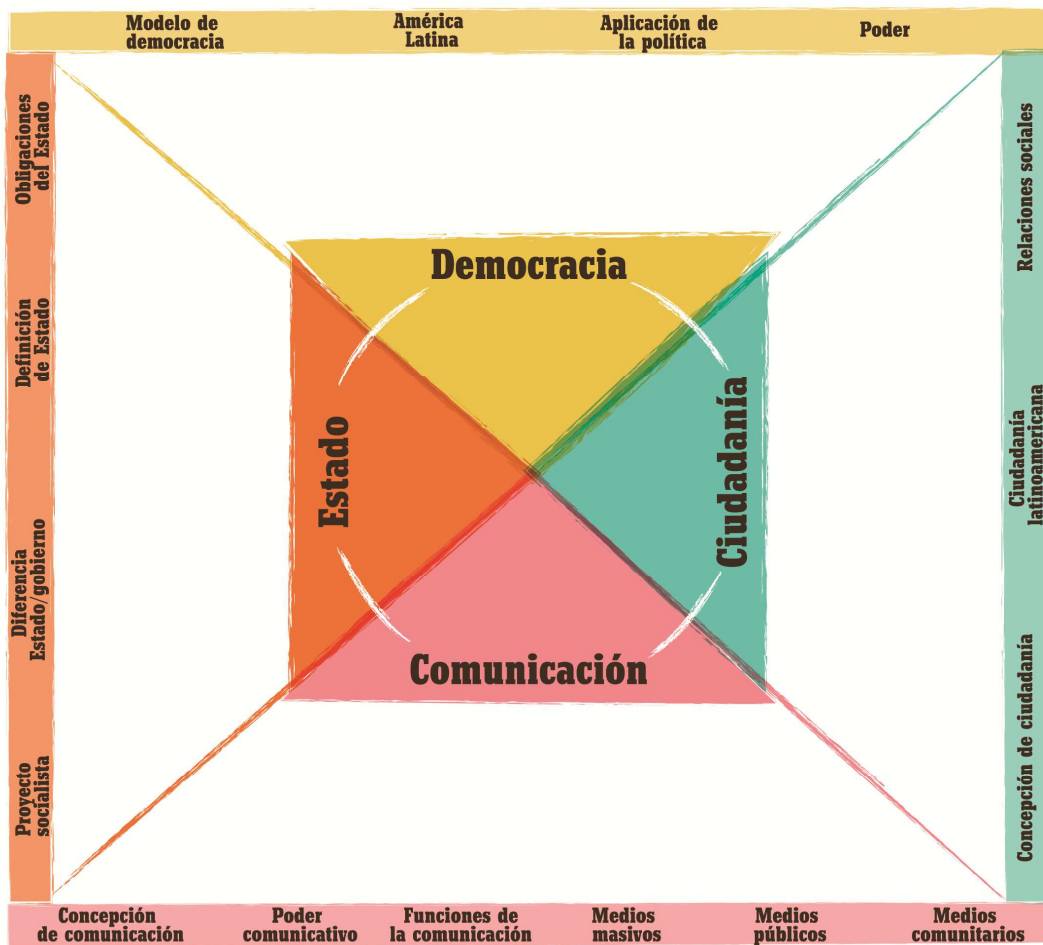 Modelo de
democracia
América
Latina
Aplicación de
la política
Poder
Obligaciones
del Estado
Definición
de Estado
Diferencia
Estado/gobierno
Proyecto
socialista
Democracia
Estado
Ciudadanía
Comunicación
Relaciones sociales
Ciudadanía
latinoamericana
Concepción de ciudadanía
Concepción
de comunicación
Poder
comunicativo
Funciones de
la comunicación
Medios
masivos
Medios
públicos
Medios
comunitarios